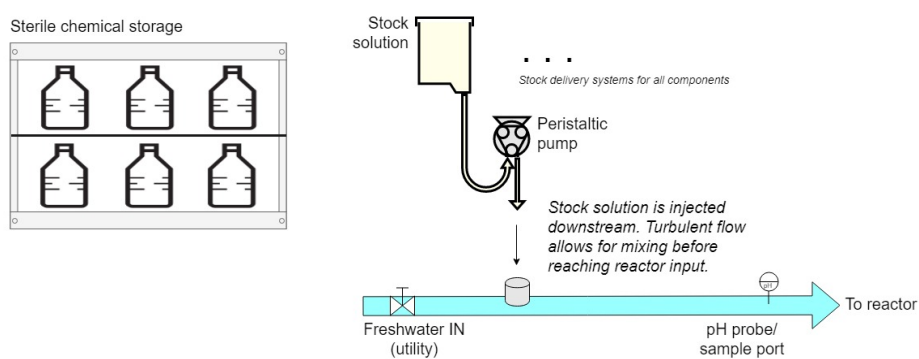 Sterile chemical storage
Stock
solution
. . .
Stock delivery systems for all components
Peristaltic
pump
Stock solution is injected
downstream. Turbulent flow
allows for mixing before
reaching reactor input.
pH
To reactor
Freshwater IN
(utility)
pH probe/
sample port